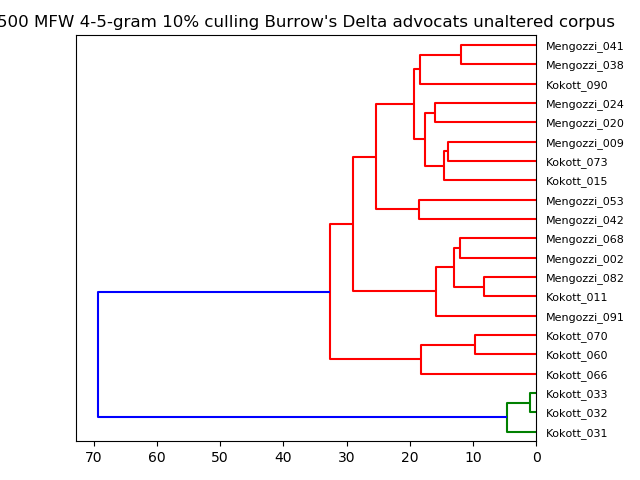 500 MFW 4-5-gram 10% culling Burrow's Delta advocats unaltered corpus
Mengozzi_041
Mengozzi_038
Kokott_090
Mengozzi_024
Mengozzi_020
Mengozzi_009
Kokott_073
Kokott_015
Mengozzi_053
Mengozzi_042
Mengozzi_068
Mengozzi_002
Mengozzi_082
Kokott_011
Mengozzi_091
Kokott_070
Kokott_060
Kokott_066
Kokott_033
Kokott_032
Kokott_031
70 60 50 40 30 20 10 0